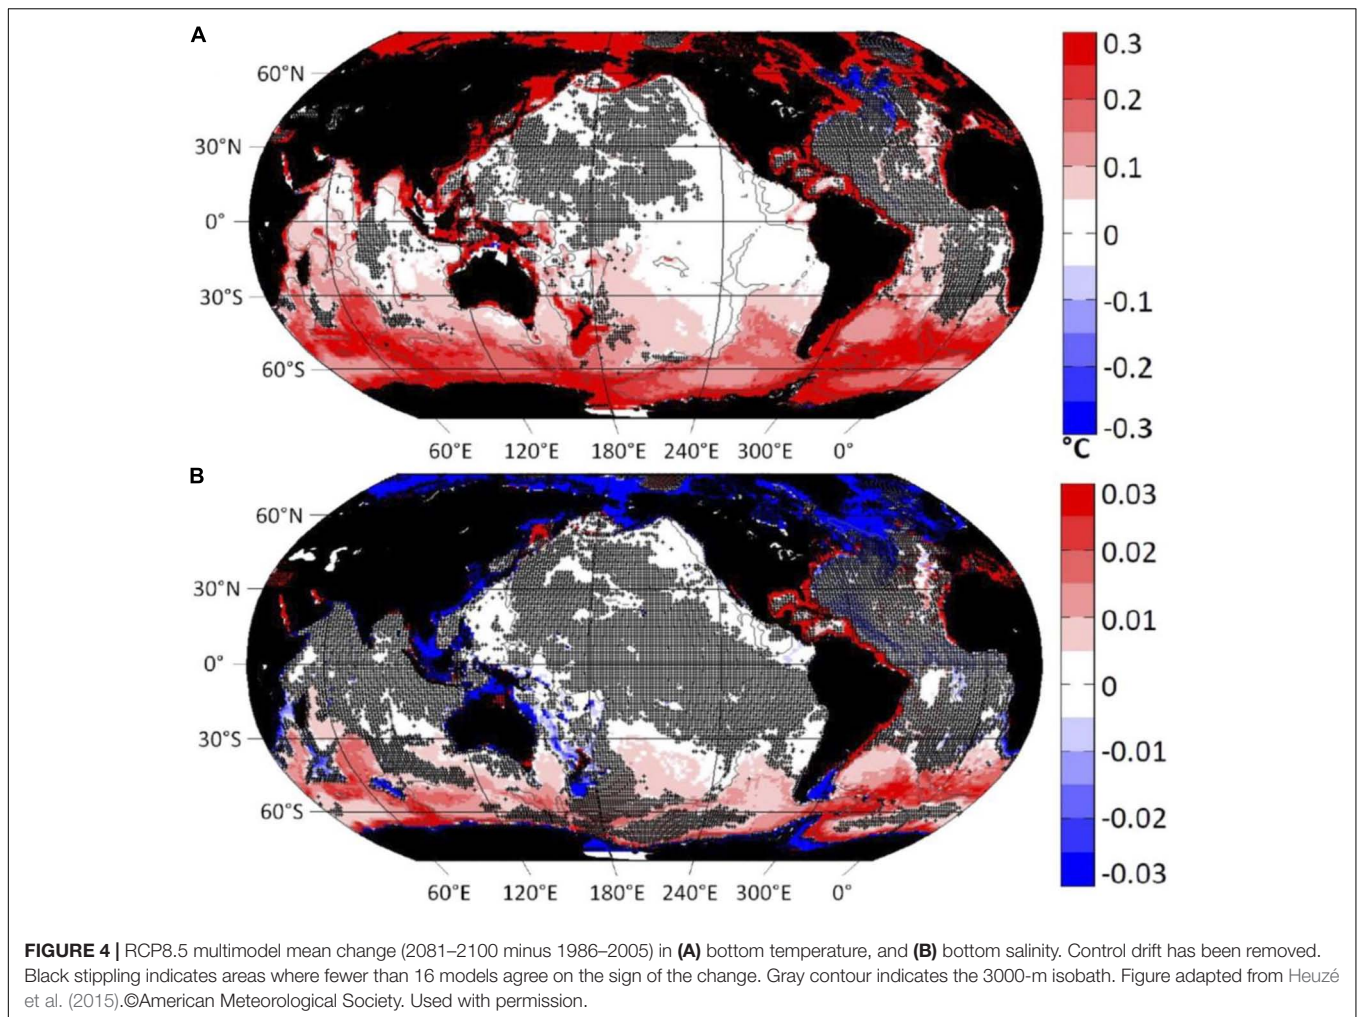 A
60°N
30°N
0°
30°S
60°S
60°E 120°E 180°E 240°E 300°E 0°
0.3
0.2
0.1
0
-0.1
-0.2
-0.3
°C
B
60°N
30°N
0°
30°S
60°S
60°E 120°E 180°E 240°E 300°E 0°
0.03
0.02
0.01
0
-0.01
-0.02
-0.03
FIGURE 4 | RCP8.5 multimodel mean change (2081–2100 minus 1986–2005) in (A) bottom temperature, and (B) bottom salinity. Control drift has been removed.
Black stippling indicates areas where fewer than 16 models agree on the sign of the change. Gray contour indicates the 3000-m isobath. Figure adapted from Heuzé
et al. (2015).©American Meteorological Society. Used with permission.